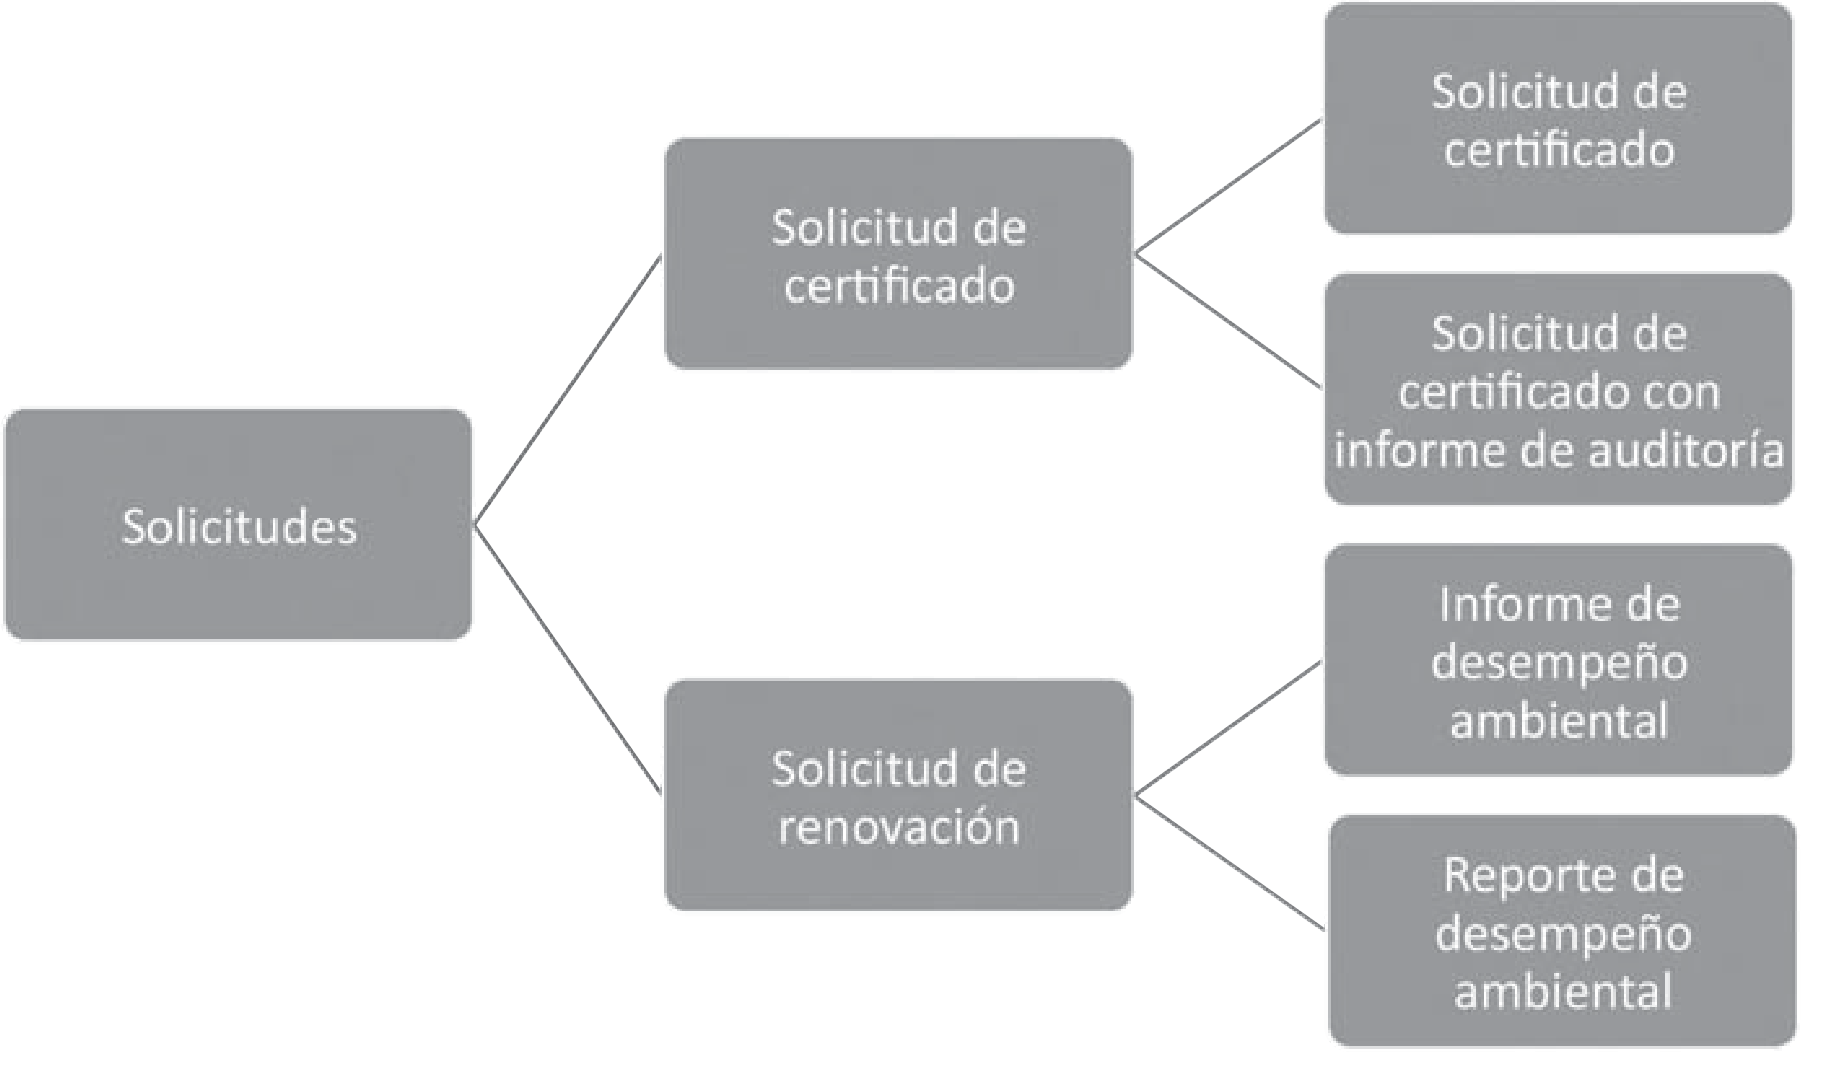 Solicitudes
Solicitud de
certificado
Solicitud de
renovación
Solicitud de
certificado
Solicitud de
certificado con
informe de auditoría
Informe de
desempeño
ambiental
Reporte de
desempeño
ambiental